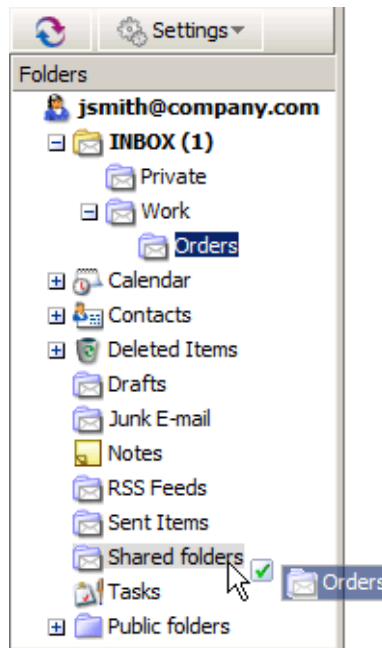 Settings
Folders
jsmith@company.com
INBOX (1)
Private
Work
Orders
Calendar
Contacts
Deleted Items
Drafts
Junk E-mail
Notes
RSS Feeds
Sent Items
Shared folders
Orders
Tasks
Public folders